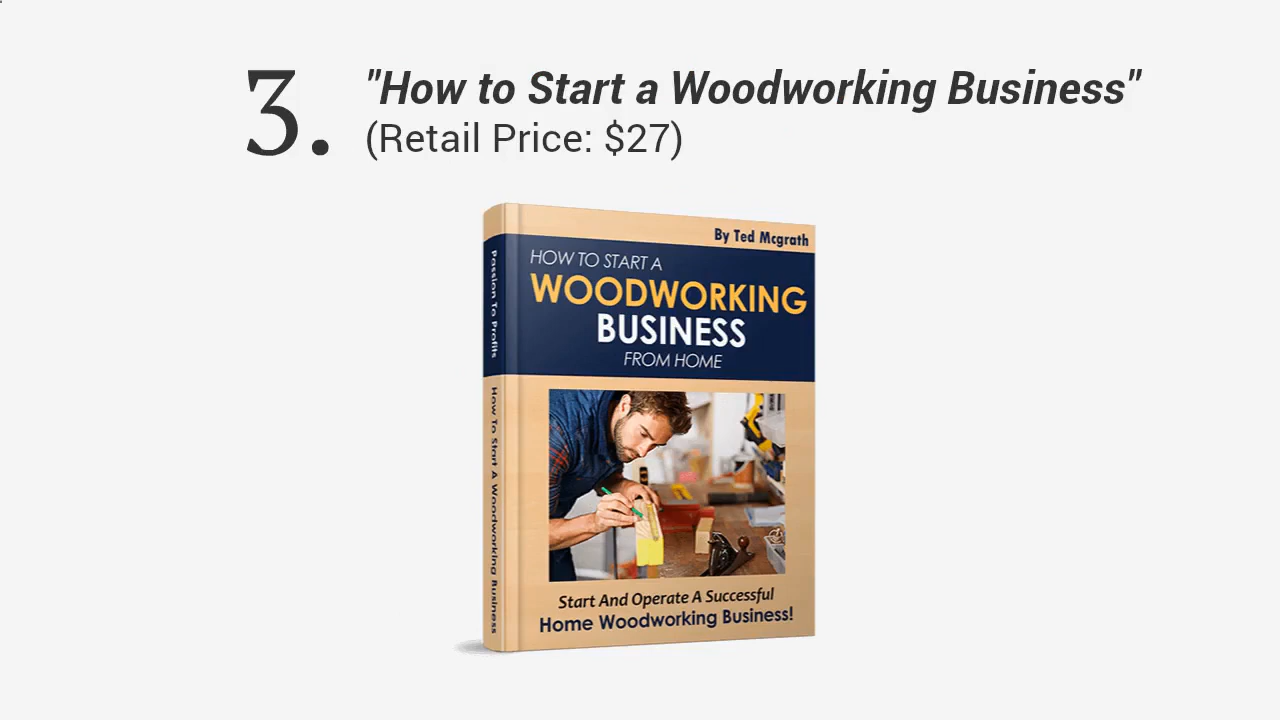 3.
"How to Start a Woodworking Business"
(Retail Price: $27)
By Ted Mcgrath
HOW TO START A
WOODWORKING
BUSINESS
FROM HOME
Start And Operate A Successful
Home Woodworking Business!
Passion To Profits
How To Start A Woodworking Business